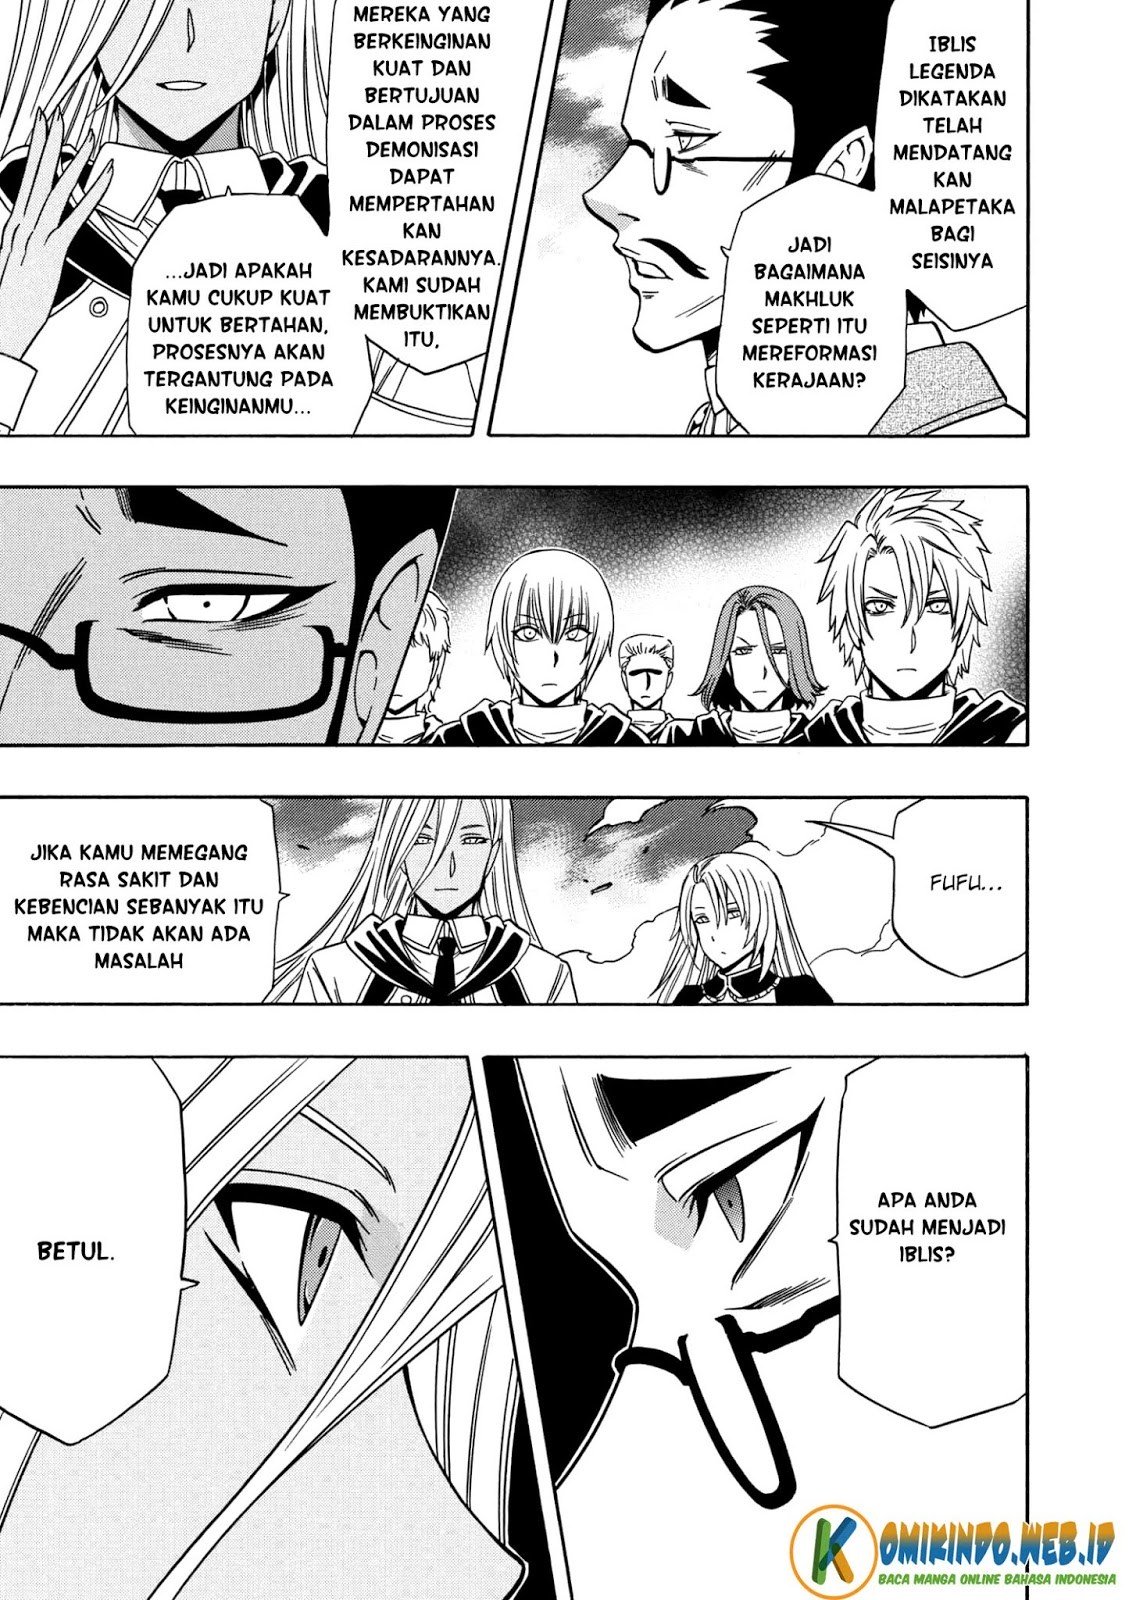 IBLIS
LEGENDA
DIKATAKAN
TELAH
MENDATANG
KAN
MALAPETAKA
BAGI
SEISINYA
JADI
BAGAIMANA
MAKHLUK
SEPERTI ITU
MEREFORMASI
KERAJAAN?
MEREKA YANG
BERKEINGINAN
KUAT DAN
BERTUJUAN
DALAM PROSES
DEMONISASI
DAPAT
MEMPERTAHAN
KAN
KESADARANNYA.
KAMI SUDAH
MEMBUKTIKAN
ITU.
...JADI APAKAH
KAMU CUKUP KUAT
UNTUK BERTAHAN,
PROSESNYA AKAN
TERGANTUNG PADA
KEINGINANMU...
FUFU...
JIKA KAMU MEMEGANG
RASA SAKIT DAN
KEBENCIAN SEBANYAK ITU
MAKA TIDAK AKAN ADA
MASALAH
APA ANDA
SUDAH MENJADI
IBLIS?
BETUL.
KOMIKINDO.WEB.ID
BACA MANGA ONLINE BAHASA INDONESIA